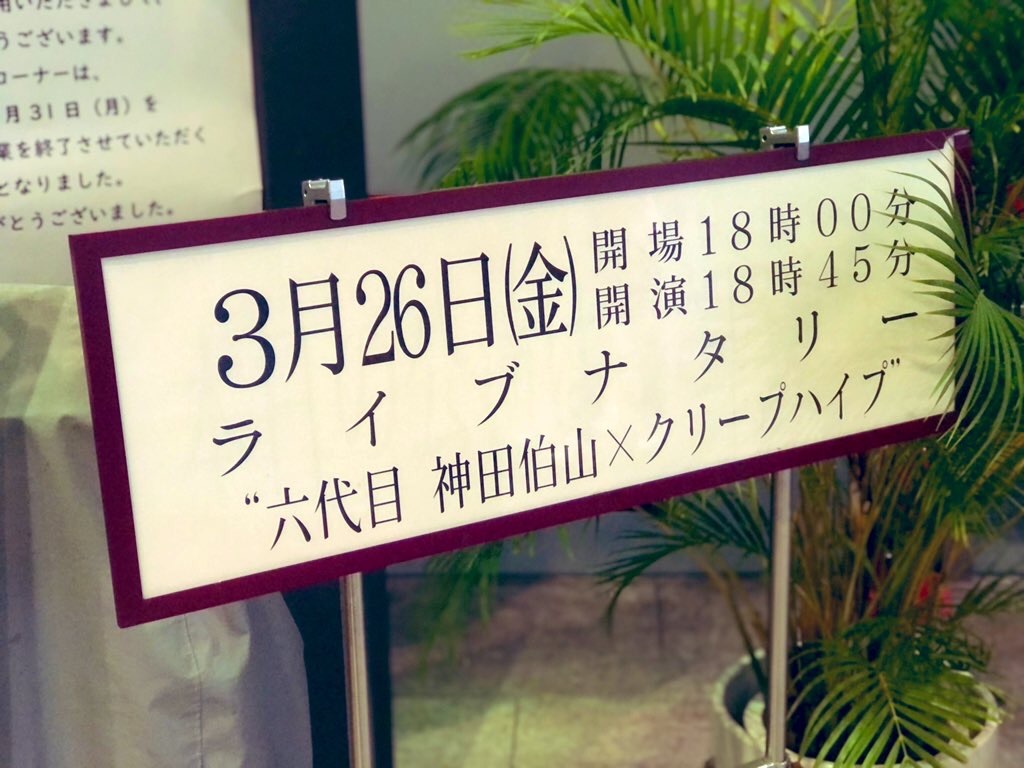 うございます。
コーナーは、
月31日（月）を
業を終了させていただく
となりました。
がとうございました。
3月26日(金)
開場18時00分
開演18時45分
ライブナタリー
“六代目 神田伯山×クリープハイプ”